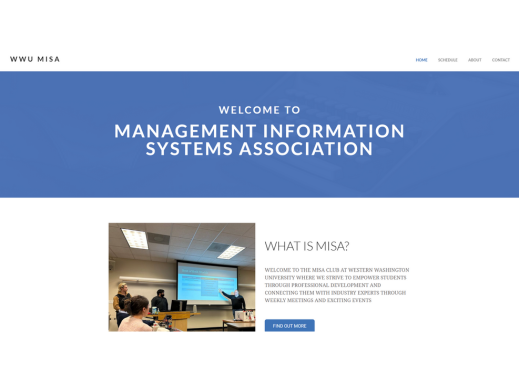 WWU MISA
HOME SCHEDULE ABOUT CONTACT
WELCOME TO
MANAGEMENT INFORMATION
SYSTEMS ASSOCIATION
WHAT IS MISA?
WELCOME TO THE MISA CLUB AT WESTERN WASHINGTON
UNIVERSITY WHERE WE STRIVE TO EMPOWER STUDENTS
THROUGH PROFESSIONAL DEVELOPMENT AND
CONNECTING THEM WITH INDUSTRY EXPERTS THROUGH
WEEKLY MEETINGS AND EXCITING EVENTS
FIND OUT MORE